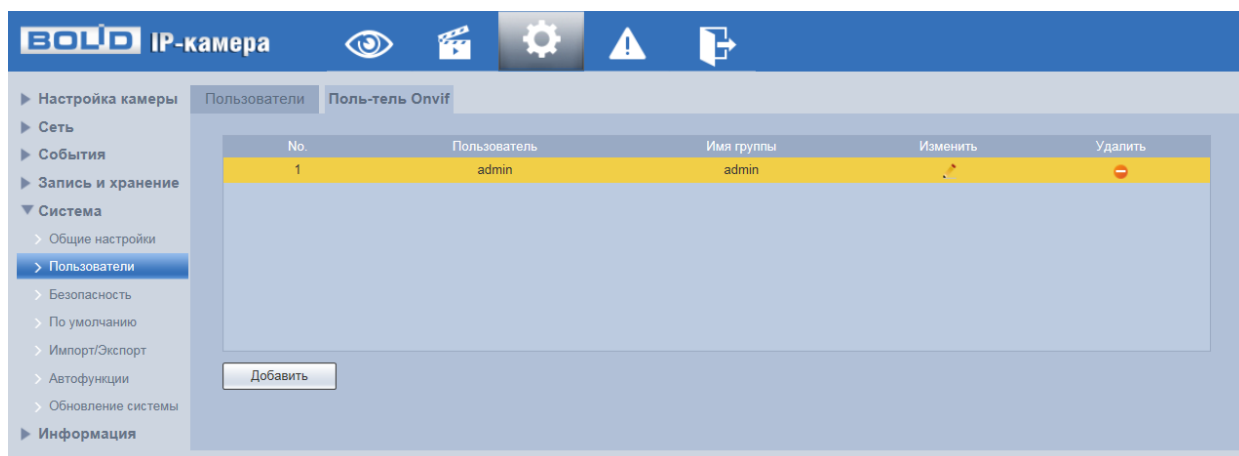 BOLID IP-камера
Настройка камеры
Сеть
События
Запись и хранение
Система
Общие настройки
Пользователи
Безопасность
По умолчанию
Импорт/Экспорт
Автофункции
Обновление системы
Информация
Пользователи Поль-тель Onvif
No. Пользователь Имя группы Изменить Удалить
1 admin admin
Добавить